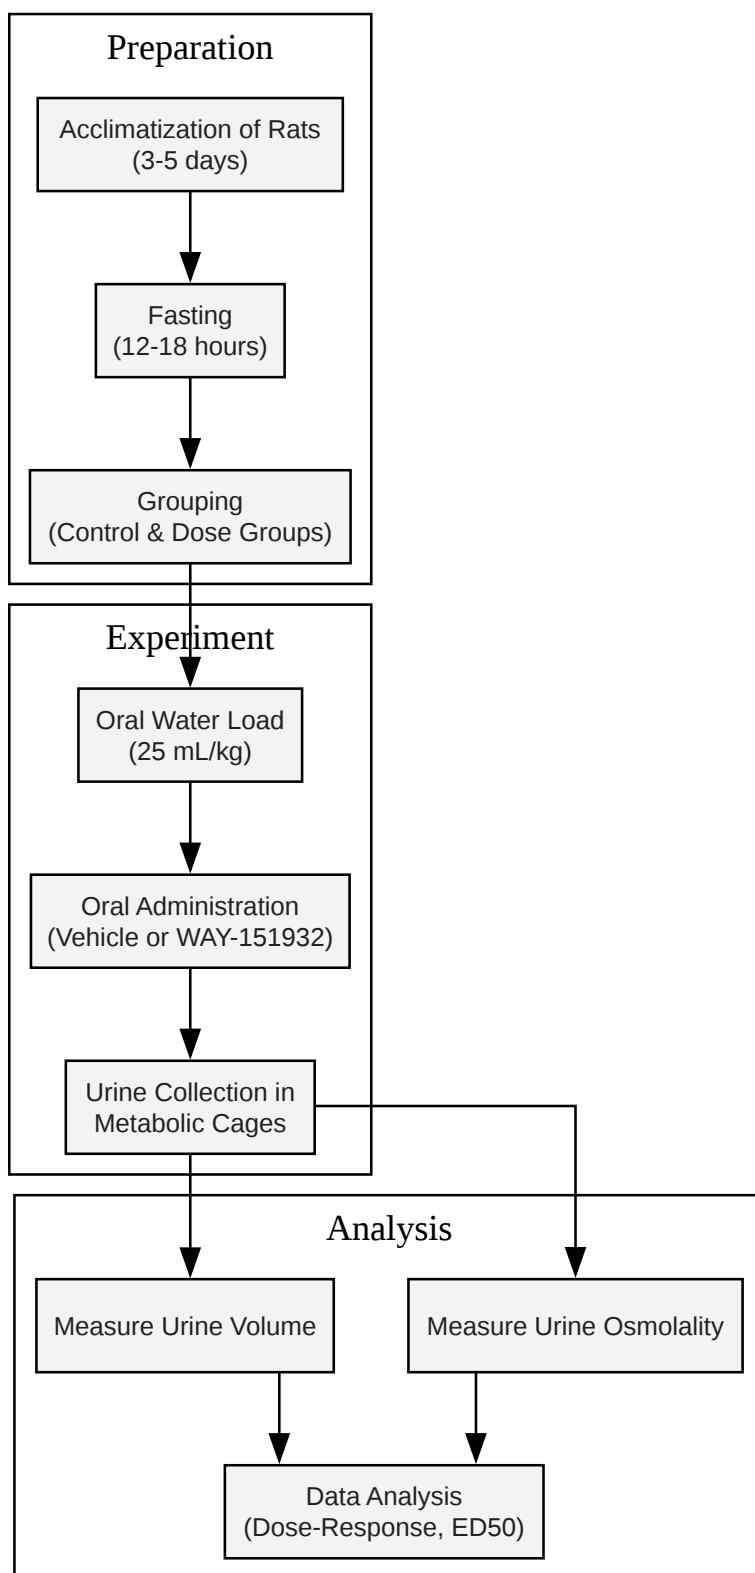 Preparation
Acclimatization of Rats
(3-5 days)
Fasting
(12-18 hours)
Grouping
(Control & Dose Groups)
Experiment
Oral Water Load
(25 mL/kg)
Oral Administration
(Vehicle or WAY-151932)
Urine Collection in
Metabolic Cages
Analysis
Measure Urine Volume
Measure Urine Osmolality
Data Analysis
(Dose-Response, ED50)